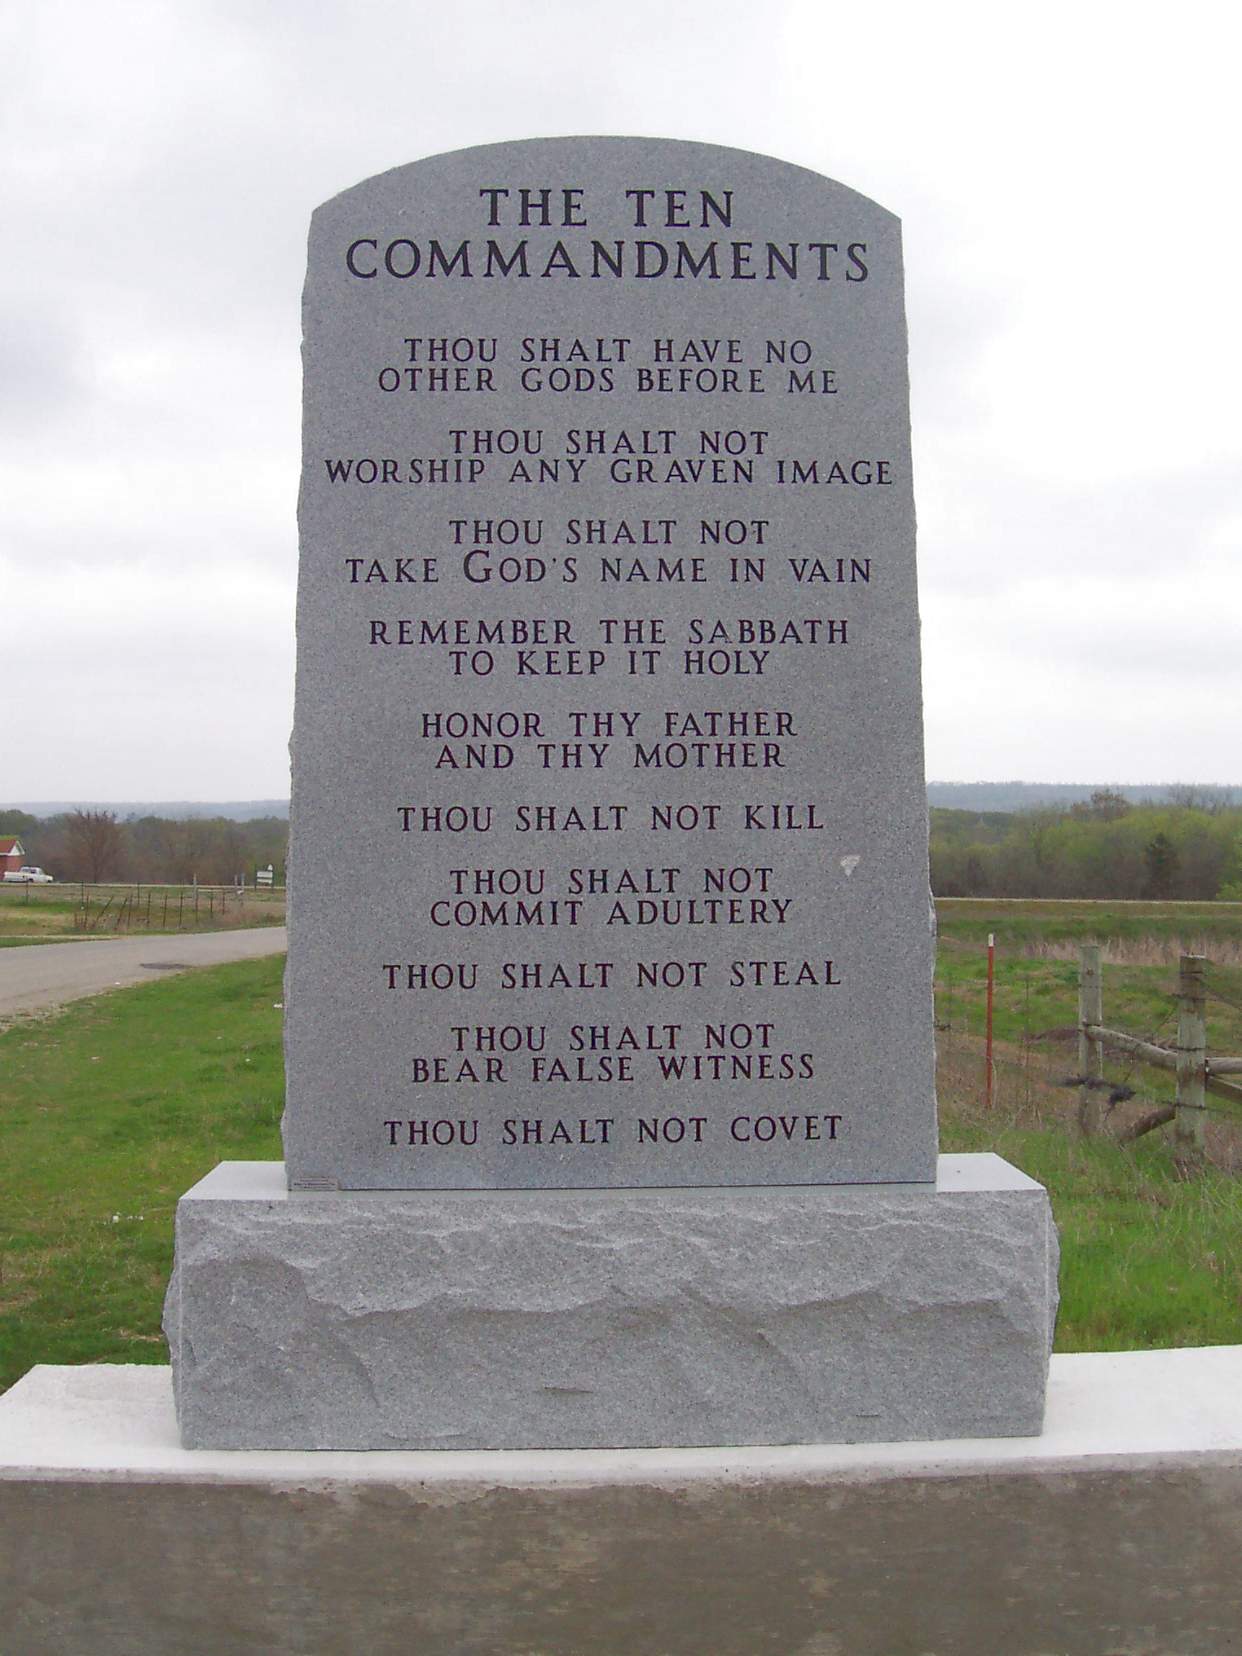 THE TEN
COMMANDMENTS
THOU SHALT HAVE NO
OTHER GODS BEFORE ME
THOU SHALT NOT
WORSHIP ANY GRAVEN IMAGE
THOU SHALT NOT
TAKE GOD'S NAME IN VAIN
REMEMBER THE SABBATH
TO KEEP IT HOLY
HONOR THY FATHER
AND THY MOTHER
THOU SHALT NOT KILL
THOU SHALT NOT
COMMIT ADULTERY
THOU SHALT NOT STEAL
THOU SHALT NOT
BEAR FALSE WITNESS
THOU SHALT NOT COVET